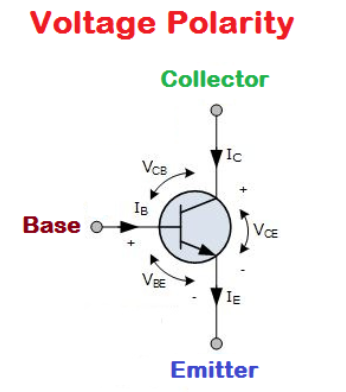 Voltage Polarity
Collector
IC
VCB
+
IB
Base
+
VCE
VBE
-
-
IE
Emitter